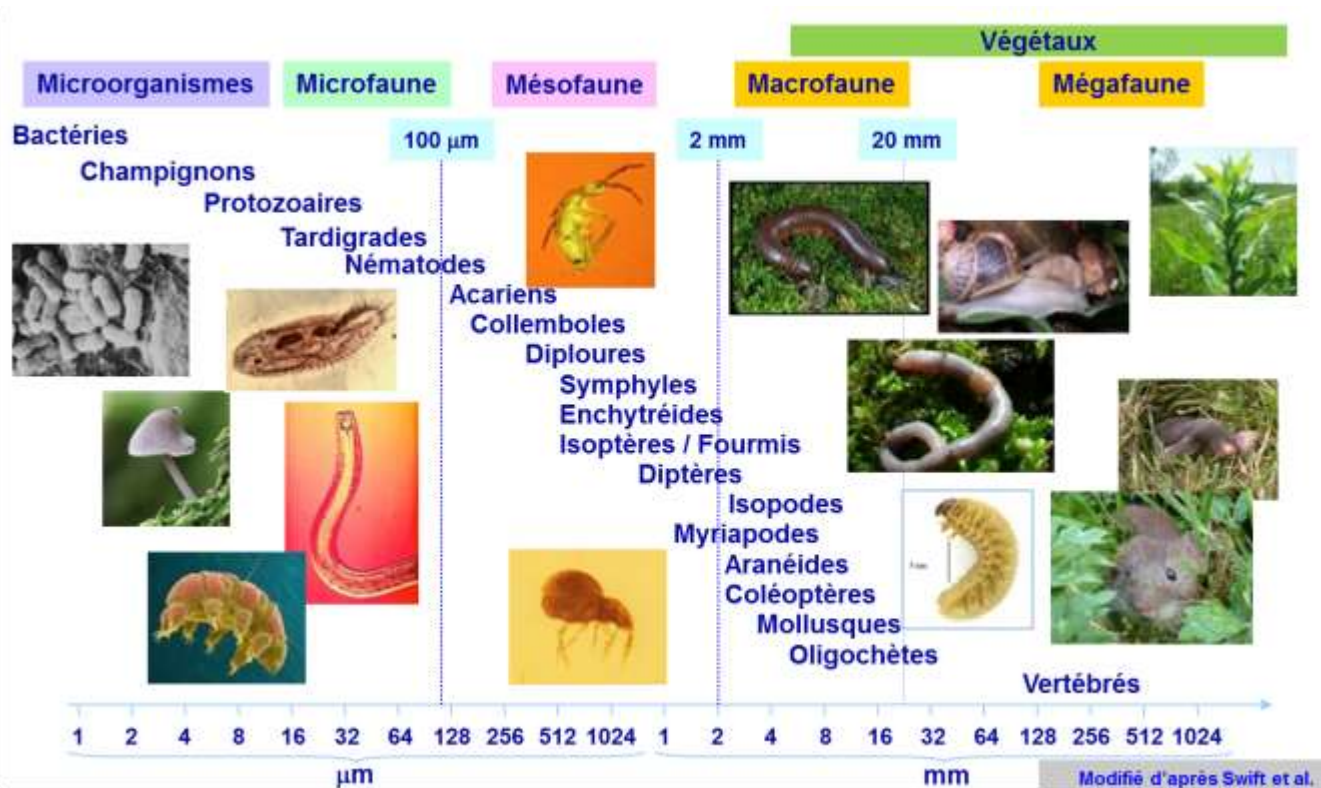 Végétaux
Microorganismes Microfaune Mésofaune Macrofaune Mégafaune
Bactéries 100 µm 2 mm 20 mm
Champignons
Protozoaires
Tardigrades
Nématodes
Acariens
Collemboles
Diploures
Symphyles
Enchytréides
Isoptères / Fourmis
Diptères
Isopodes
Myriapodes
Aranéides
Coléoptères
Mollusques
Oligochètes
Vertébrés
1 2 4 8 16 32 64 128 256 512 1024 1 2 4 8 16 32 64 128 256 512 1024
µm mm
Modifié d'après Swift et al.